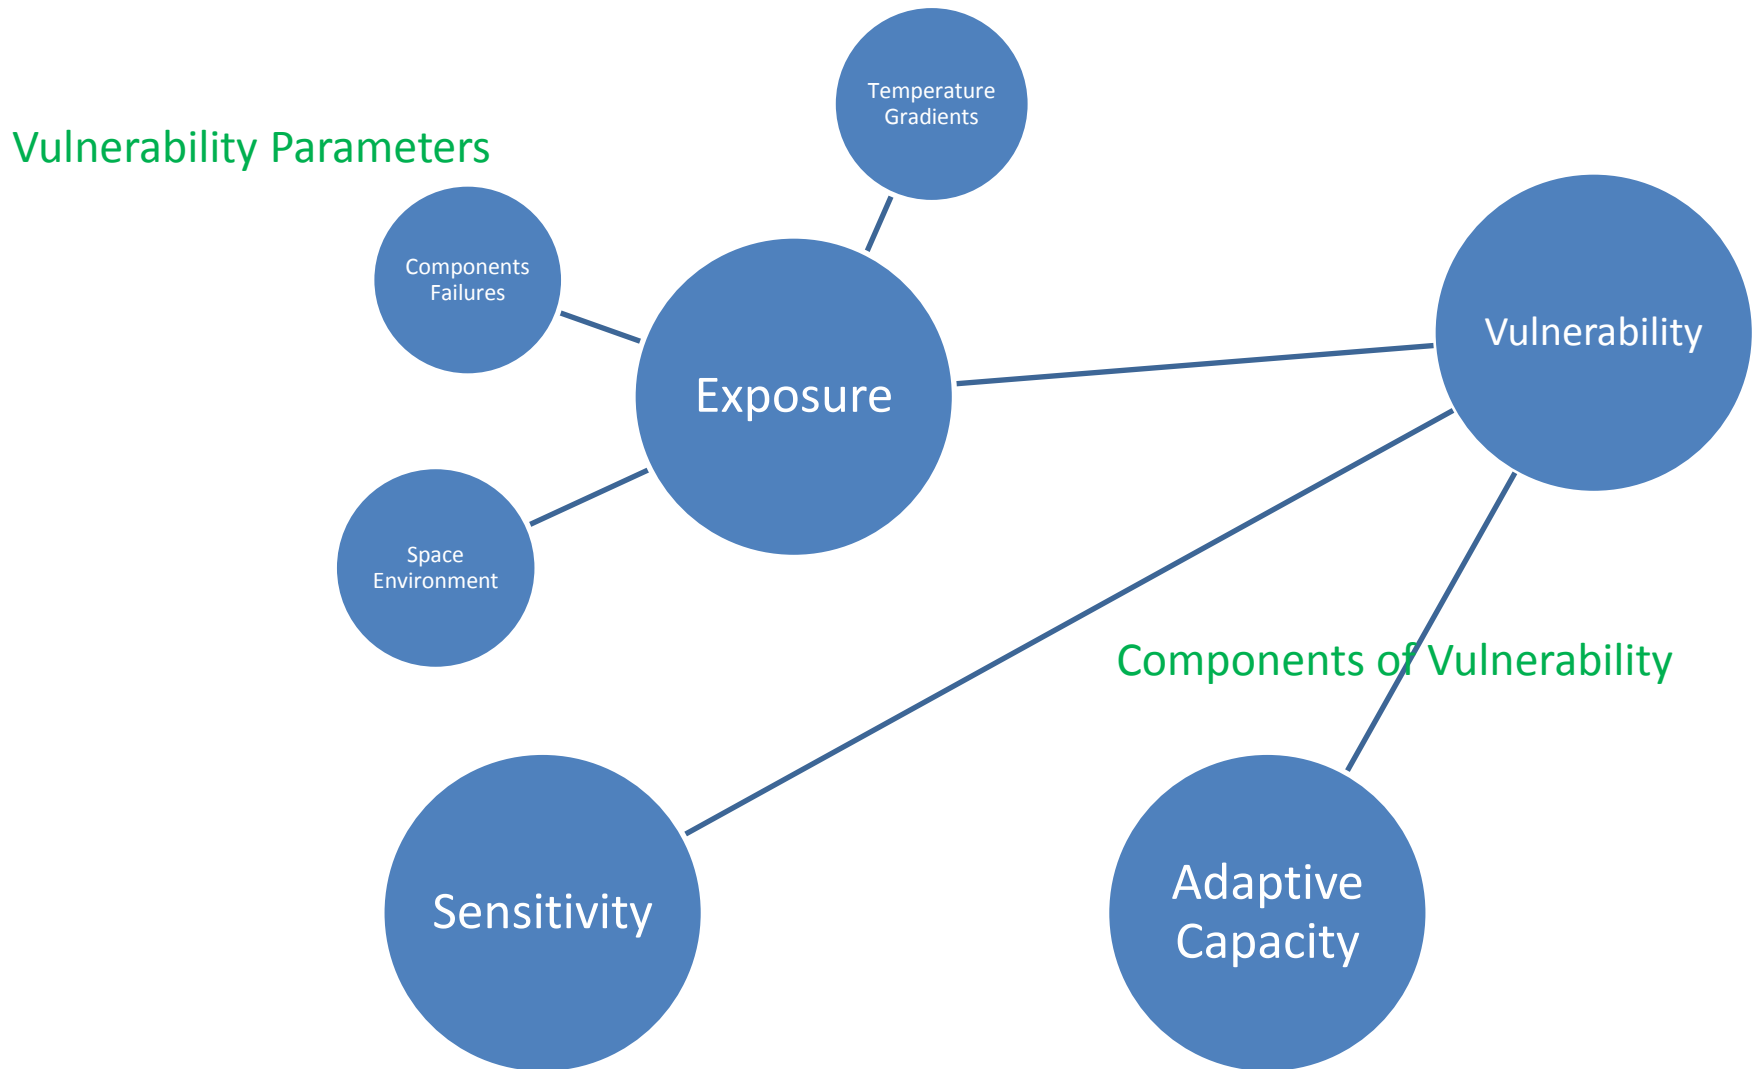 Temperature
Gradients
Vulnerability Parameters
Components
Failures
Vulnerability
Exposure
Space
Environment
Components of Vulnerability
Sensitivity
Adaptive
Capacity